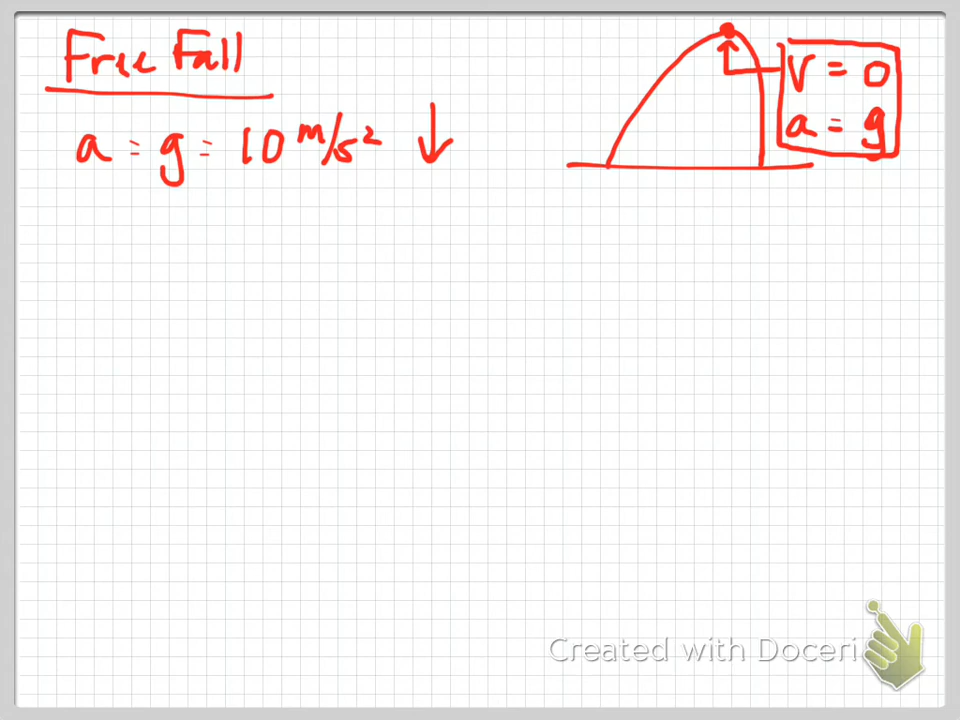 Free Fall
a = g = 10 m/s²
v = 0
a = g
Created with Doceri